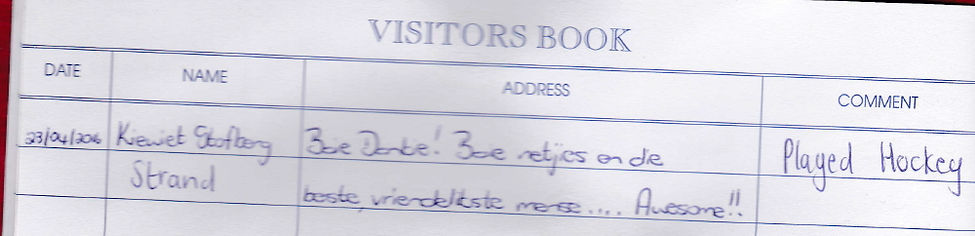 VISITORS BOOK
DATE NAME ADDRESS COMMENT
23/04/2016 Kiewiet Stofberg Baie Danke! Baie netjies en die Played Hockey
Strand beste, vriendelikste mense.... Awesome!!